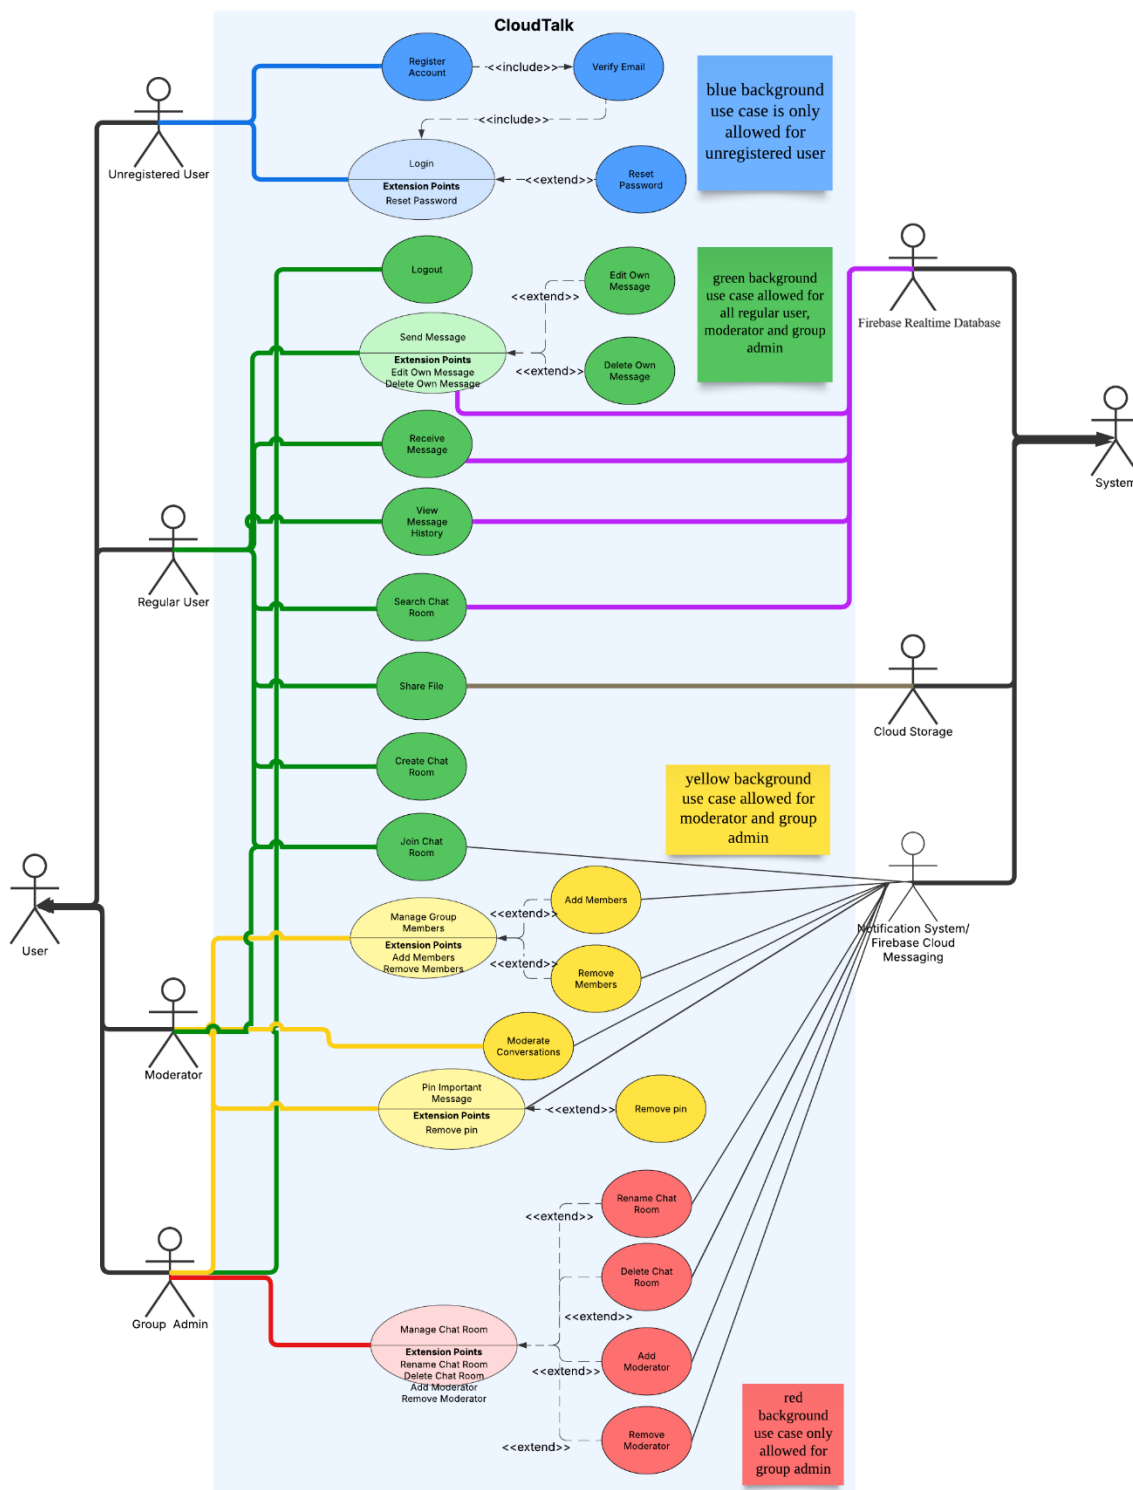 CloudTalk
Register
Account
<<include>>
Verify Email
blue background
use case is only
allowed for
unregistered user
<<include>>
Unregistered User
Login
Extension Points
Reset Password
<<extend>>
Reset
Password
Logout
Edit Own
Message
<<extend>>
green background
use case allowed for
all regular user,
moderator and group
admin
Firebase Realtime Database
Send Message
Extension Points
Edit Own Message
Delete Own Message
<<extend>>
Delete Own
Message
Receive
Message
System
View
Message
History
Regular User
Search Chat
Room
Share File
Cloud Storage
Create Chat
Room
yellow background
use case allowed for
moderator and group
admin
Join Chat
Room
User
Manage Group
Members
Extension Points
Add Members
Remove Members
<<extend>>
Add Members
<<extend>>
Remove
Members
Notification System/
Firebase Cloud
Messaging
Moderator
Moderate
Conversations
Pin Important
Message
Extension Points
Remove pin
<<extend>>
Remove pin
Rename Chat
Room
<<extend>>
Delete Chat
Room
<<extend>>
Group Admin
Manage Chat Room
Extension Points
Rename Chat Room
Delete Chat Room
Add Moderator
Remove Moderator
Add
Moderator
<<extend>>
Remove
Moderator
<<extend>>
red
background
use case only
allowed for
group admin